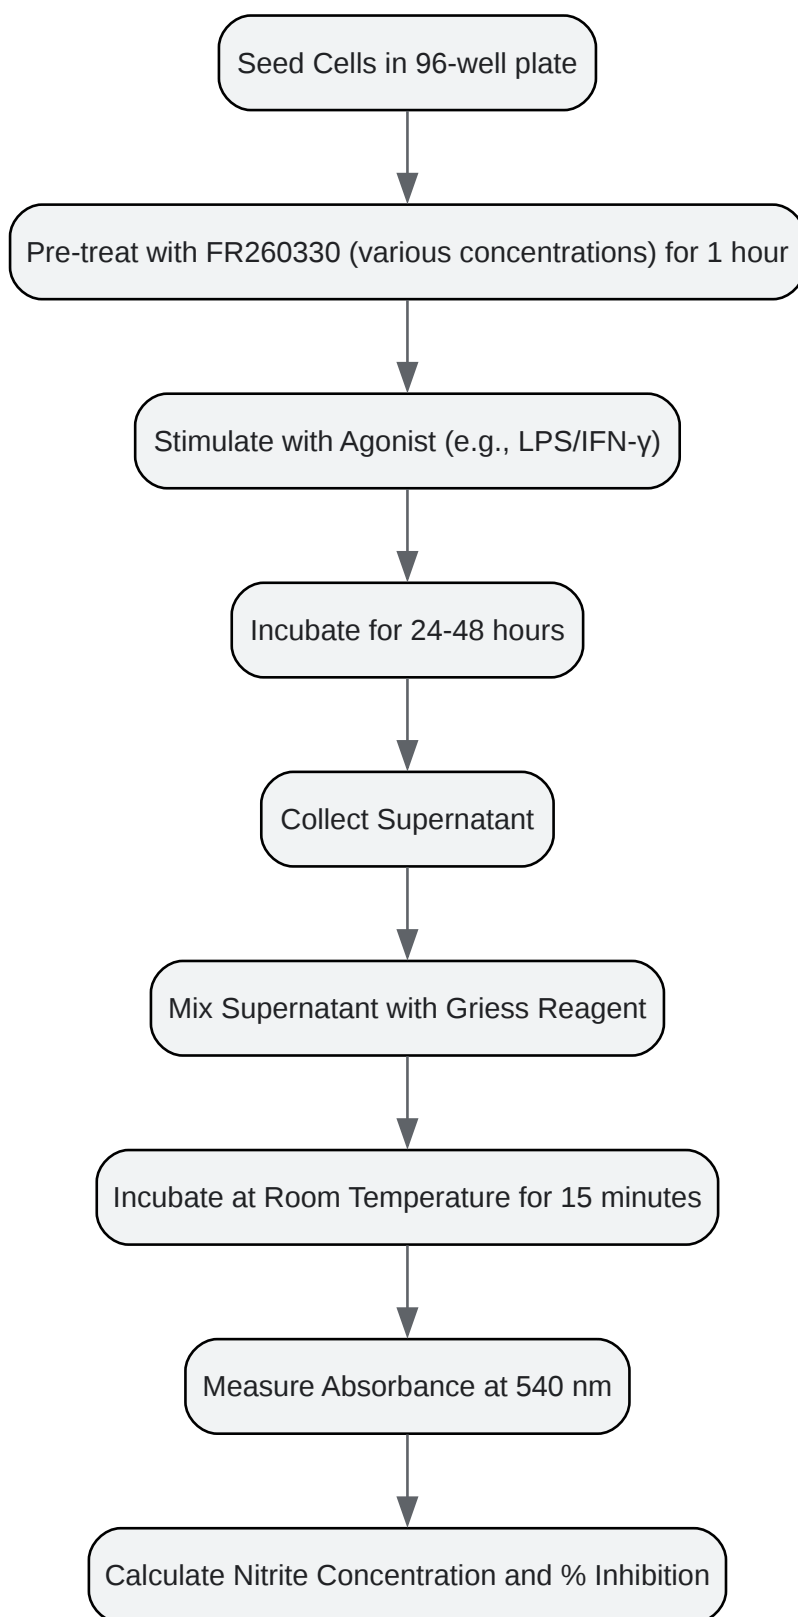 Seed Cells in 96-well plate
Pre-treat with FR260330 (various concentrations) for 1 hour
Stimulate with Agonist (e.g., LPS/IFN-γ)
Incubate for 24-48 hours
Collect Supernatant
Mix Supernatant with Griess Reagent
Incubate at Room Temperature for 15 minutes
Measure Absorbance at 540 nm
Calculate Nitrite Concentration and % Inhibition